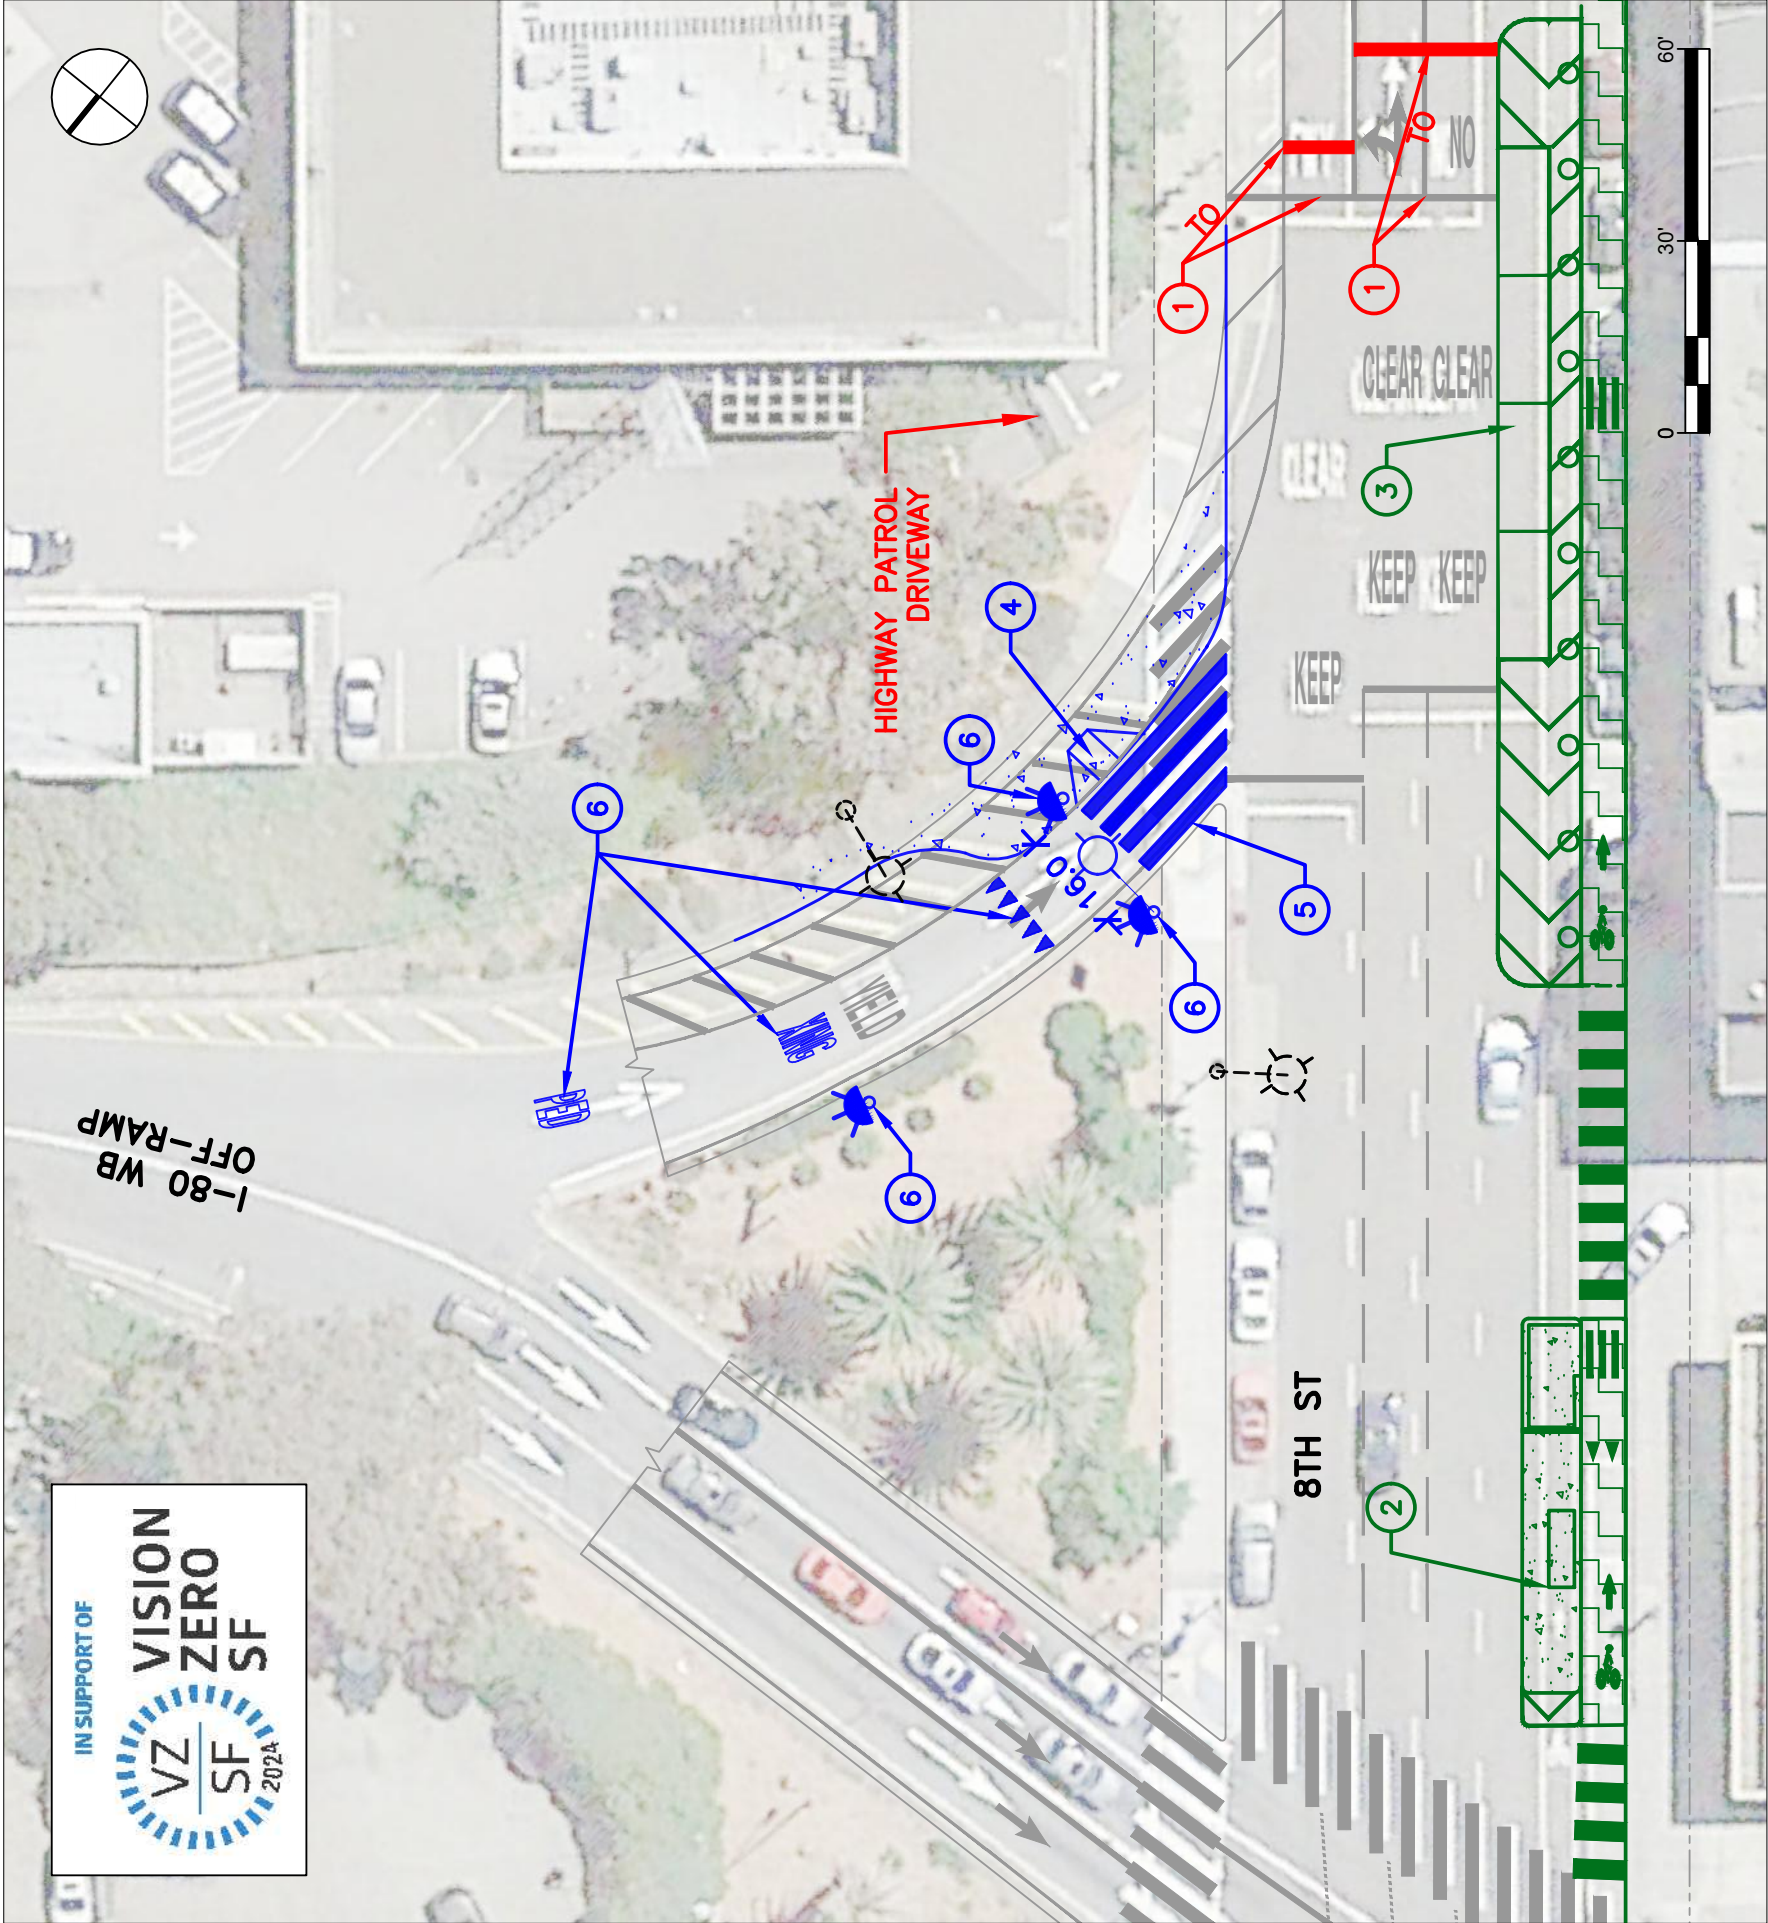 IN SUPPORT OF
VZ
SF
2024
VISION
ZERO
SF
I-80 WB
OFF-RAMP
HIGHWAY PATROL
DRIVEWAY
8TH ST
6
6
6
6
4
5
16.0
YIELD
PED
XING
1
TO
1
TO
NO
CLEAR
CLEAR
CLEAR
KEEP
KEEP
KEEP
3
2
0
30'
60'